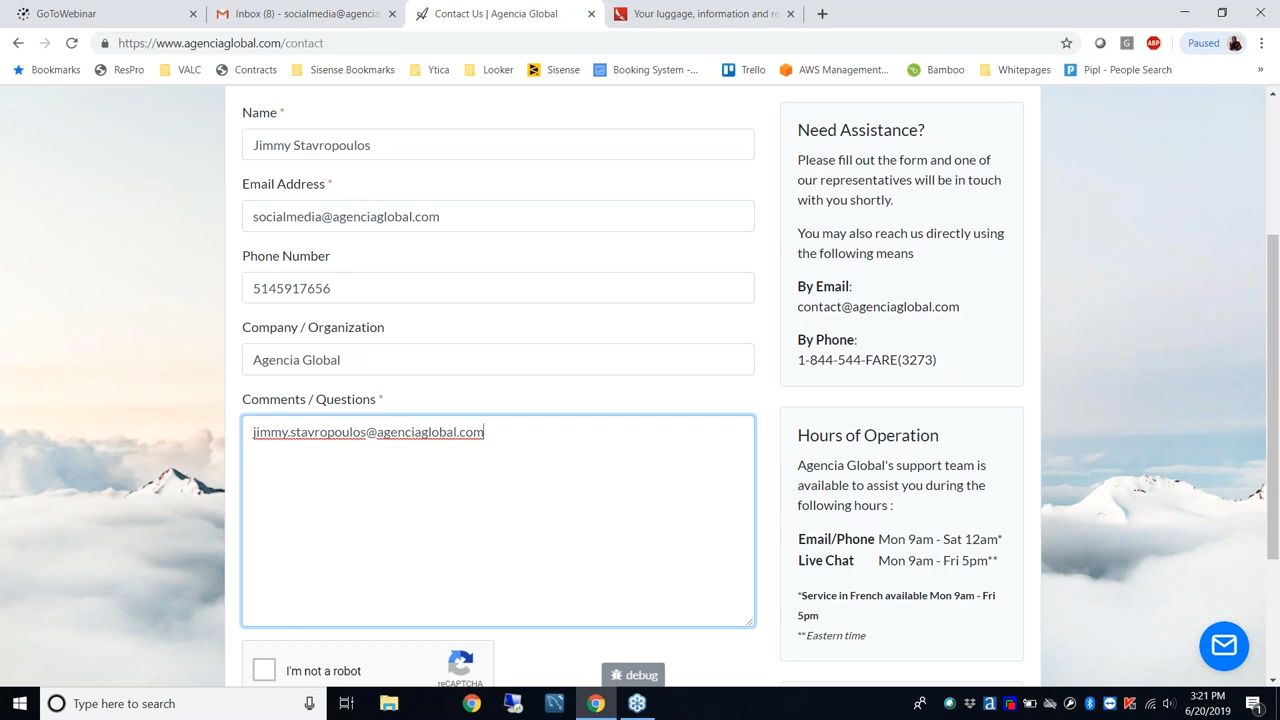 GoToWebinar
Inbox (0) - socialmedia@agencia
Contact Us | Agencia Global
Your luggage, information and re
https://www.agenciaglobal.com/contact
Paused
Bookmarks
ResPro
VALC
Contracts
Sisense Bookmarks
Ytica
Looker
Sisense
Booking System -...
Trello
AWS Management...
Bamboo
Whitepages
Pipl - People Search
»
Name *
Jimmy Stavropoulos
Email Address *
socialmedia@agenciaglobal.com
Phone Number
5145917656
Company / Organization
Agencia Global
Comments / Questions *
jimmy.stavropoulos@agenciaglobal.com
I'm not a robot
reCAPTCHA
debug
Need Assistance?
Please fill out the form and one of
our representatives will be in touch
with you shortly.
You may also reach us directly using
the following means
By Email:
contact@agenciaglobal.com
By Phone:
1-844-544-FARE(3273)
Hours of Operation
Agencia Global's support team is
available to assist you during the
following hours :
Email/Phone Mon 9am - Sat 12am*
Live Chat Mon 9am - Fri 5pm**
*Service in French available Mon 9am - Fri
5pm
**Eastern time
Type here to search
3:21 PM
6/20/2019